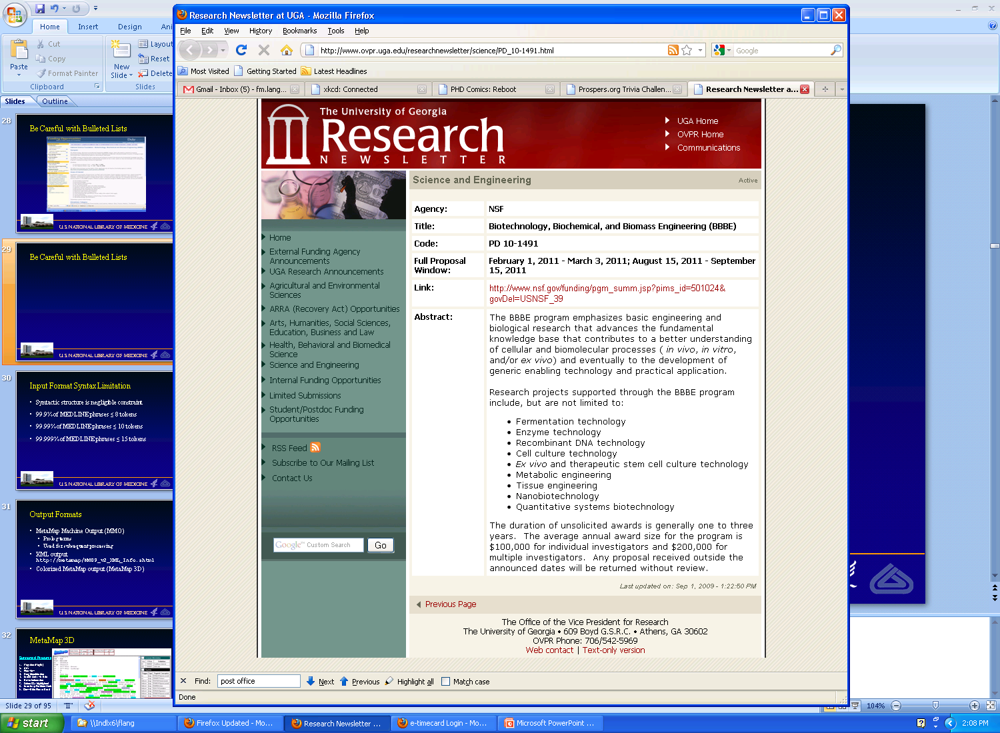 Research Newsletter at UGA - Mozilla Firefox
Home Insert Design Ani
Cut
Copy
Format Painter
Paste
Clipboard
New Slide
Layout
Reset
Delete
Slides
Slides Outline
28
Be Careful with Bulleted Lists
U.S. NATIONAL LIBRARY OF MEDICINE
29
Be Careful with Bulleted Lists
U.S. NATIONAL LIBRARY OF MEDICINE
30
Input Format Syntax Limitation
• Syntactic structure is negligible constraint
• 99.9% of MEDLINE phrases ≤ 8 tokens
• 99.99% of MEDLINE phrases ≤ 10 tokens
• 99.999% of MEDLINE phrases ≤ 15 tokens
U.S. NATIONAL LIBRARY OF MEDICINE
31
Output Formats
• MetaMap Machine Output (MMO)
• Prolog terms
• Used for subsequent processing
• XML output
http://metamap/MM09_v2_XML_Info.shtml
• Colorized MetaMap output (MetaMap 3D)
U.S. NATIONAL LIBRARY OF MEDICINE
32
MetaMap 3D
Slide 29 of 95 "II"
File Edit View History Bookmarks Tools Help
http://www.ovpr.uga.edu/researchnewsletter/science/PD_10-1491.html
Google
Most Visited Getting Started Latest Headlines
Gmail - Inbox (5) - fm.lang... xkcd: Connected PHD Comics: Reboot Prospers.org Trivia Challen... Research Newsletter a...
The University of Georgia
Research
NEWSLETTER
UGA Home
OVPR Home
Communications
Home
External Funding Agency
Announcements
UGA Research Announcements
Agricultural and Environmental
Sciences
ARRA (Recovery Act) Opportunities
Arts, Humanities, Social Sciences,
Education, Business and Law
Health, Behavioral and Biomedical
Science
Science and Engineering
Internal Funding Opportunities
Limited Submissions
Student/Postdoc Funding
Opportunities
RSS Feed
Subscribe to Our Mailing List
Contact Us
Google™ Custom Search Go
Science and Engineering Active
Agency: NSF
Title: Biotechnology, Biochemical, and Biomass Engineering (BBBE)
Code: PD 10-1491
Full Proposal Window: February 1, 2011 - March 3, 2011; August 15, 2011 - September
15, 2011
Link: http://www.nsf.gov/funding/pgm_summ.jsp?pims_id=501024&
govDel=USNSF_39
Abstract: The BBBE program emphasizes basic engineering and
biological research that advances the fundamental
knowledge base that contributes to a better understanding
of cellular and biomolecular processes ( in vivo, in vitro,
and/or ex vivo) and eventually to the development of
generic enabling technology and practical application.
Research projects supported through the BBBE program
include, but are not limited to:
• Fermentation technology
• Enzyme technology
• Recombinant DNA technology
• Cell culture technology
• Ex vivo and therapeutic stem cell culture technology
• Metabolic engineering
• Tissue engineering
• Nanobiotechnology
• Quantitative systems biotechnology
The duration of unsolicited awards is generally one to three
years. The average annual award size for the program is
$100,000 for individual investigators and $200,000 for
multiple investigators. Any proposal received outside the
announced dates will be returned without review.
Last updated on: Sep 1, 2009 - 1:22:50 PM
Previous Page
The Office of the Vice President for Research
The University of Georgia • 609 Boyd G.S.R.C. • Athens, GA 30602
OVPR Phone: 706/542-5969
Web contact | Text-only version
Find: post office Next Previous Highlight all Match case
Done
104%
start \\Indlx6\flang Firefox Updated - Mo... Research Newsletter ... e-timecard Login - Mo... Microsoft PowerPoint ... 2:08 PM